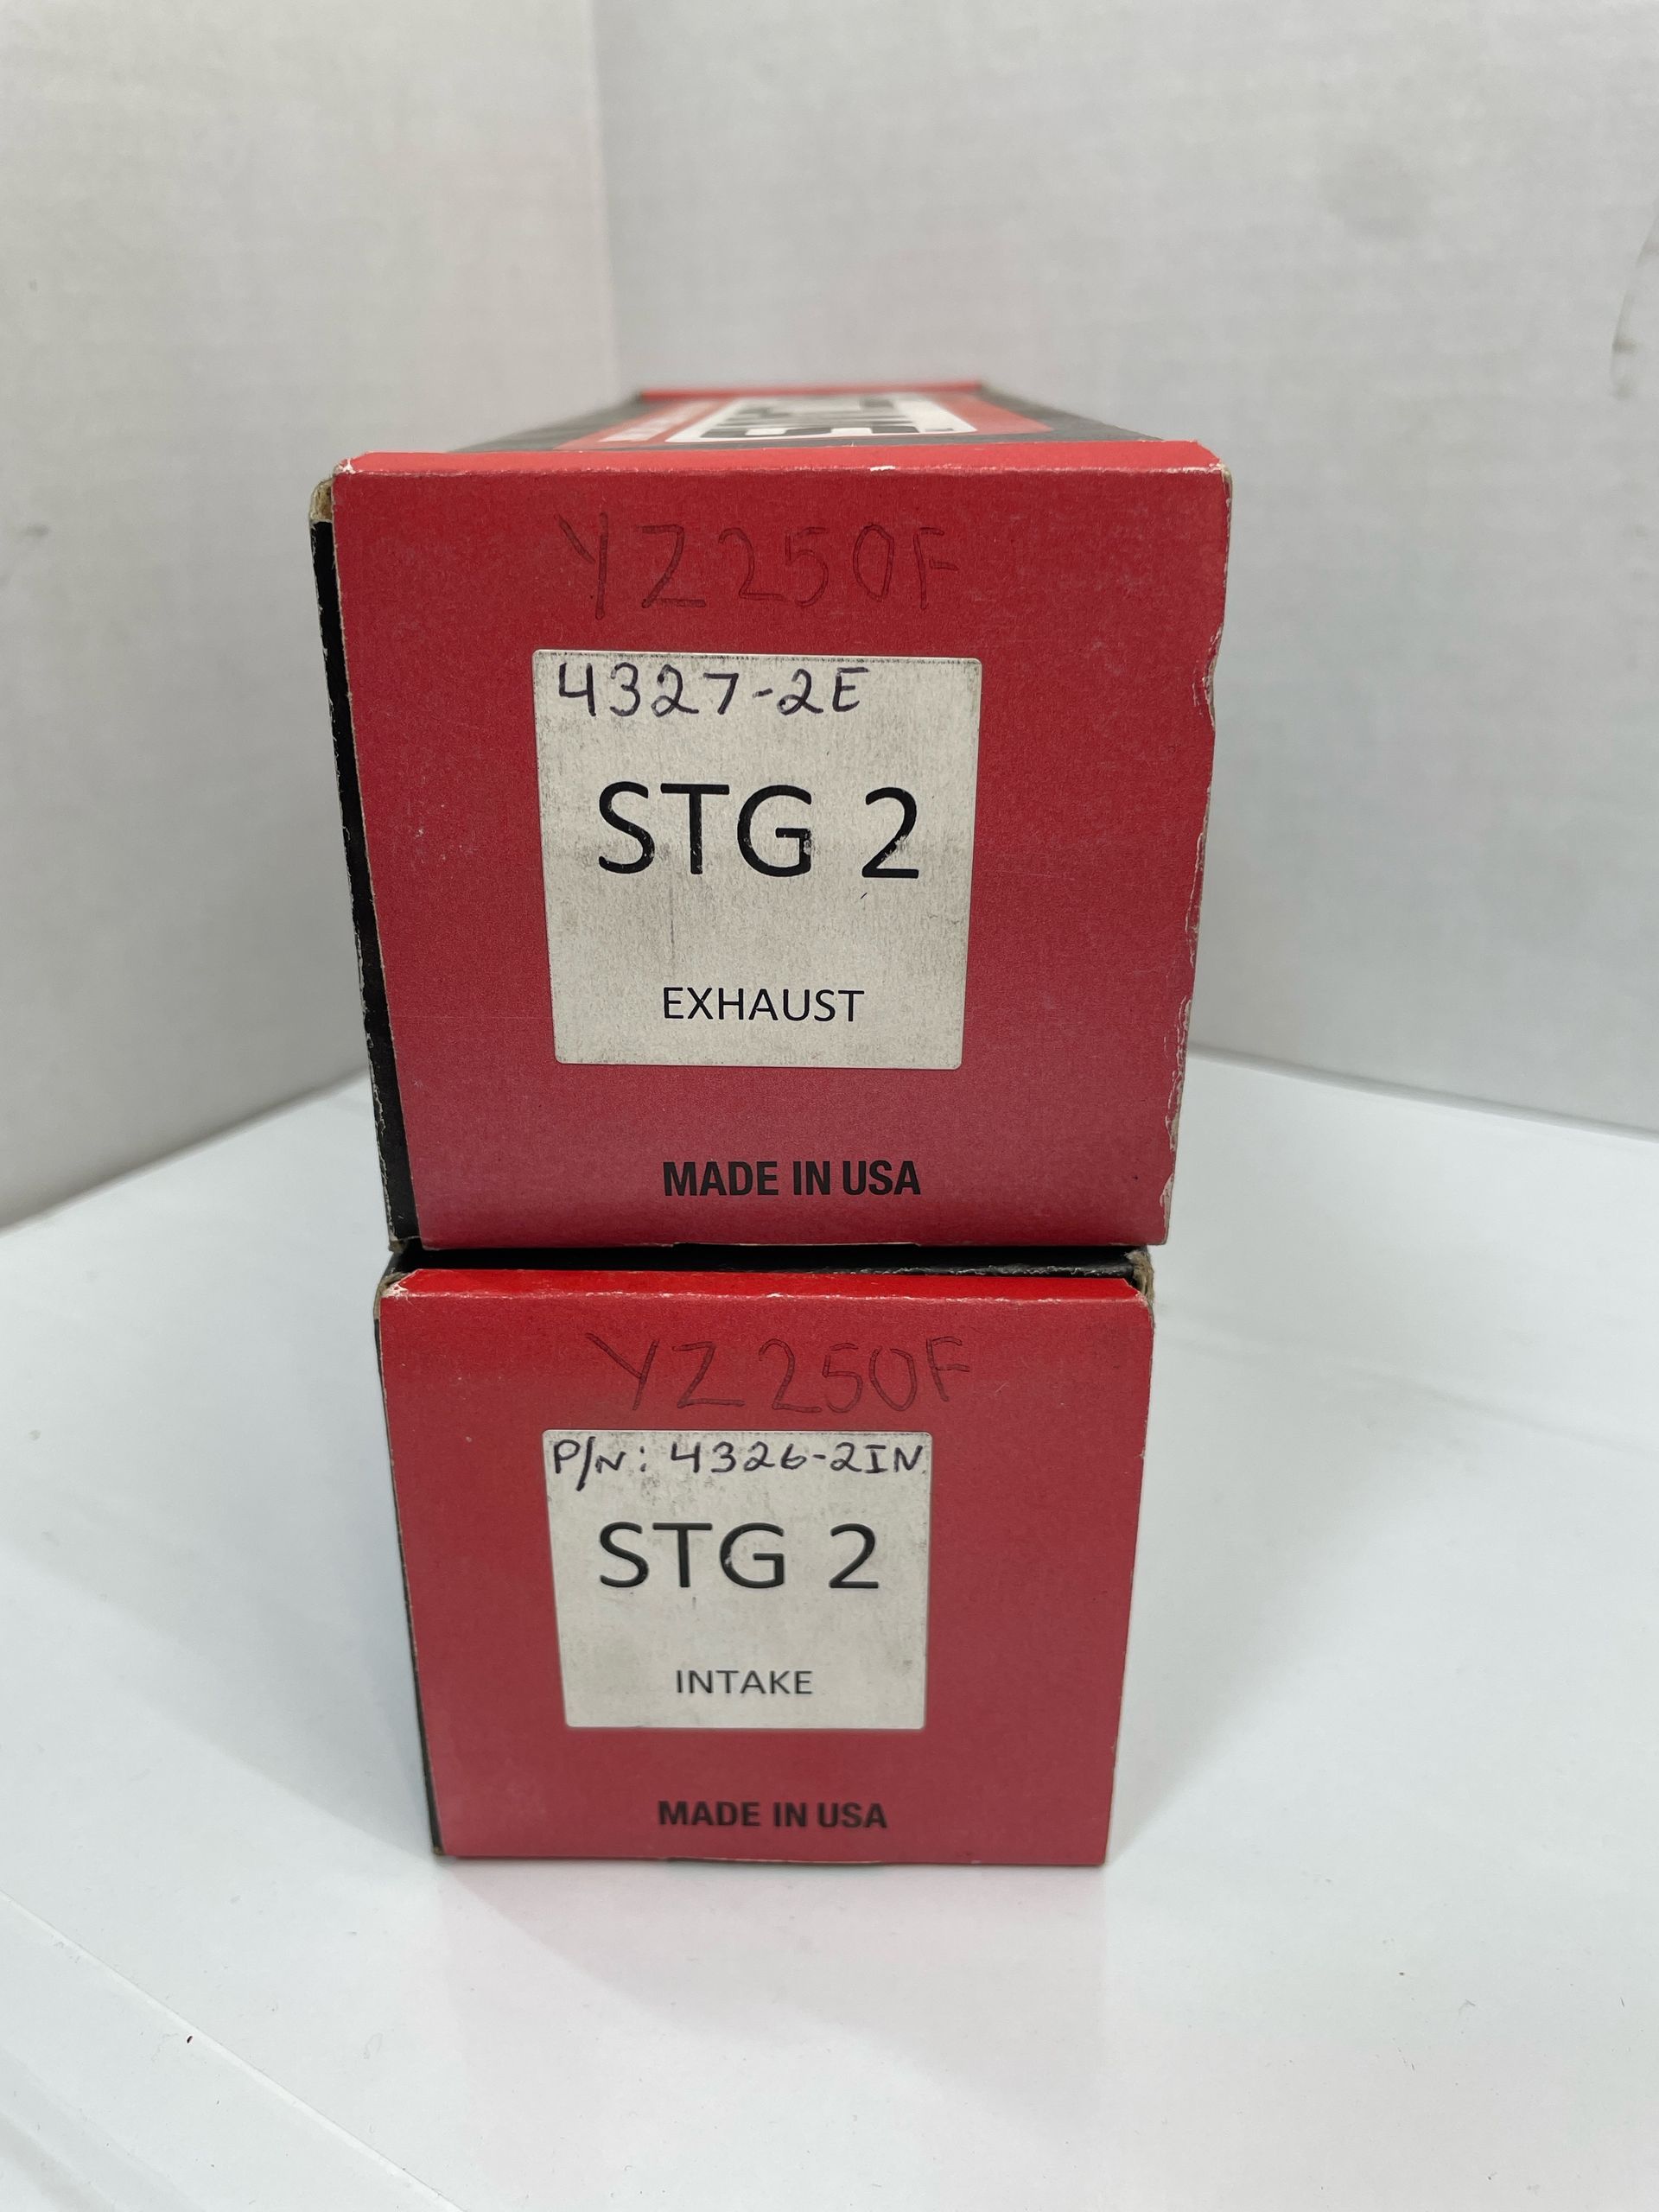 YZ250F
4327-2E
STG 2
EXHAUST
MADE IN USA
YZ250F
P/N: 4326-2IN
STG 2
INTAKE
MADE IN USA